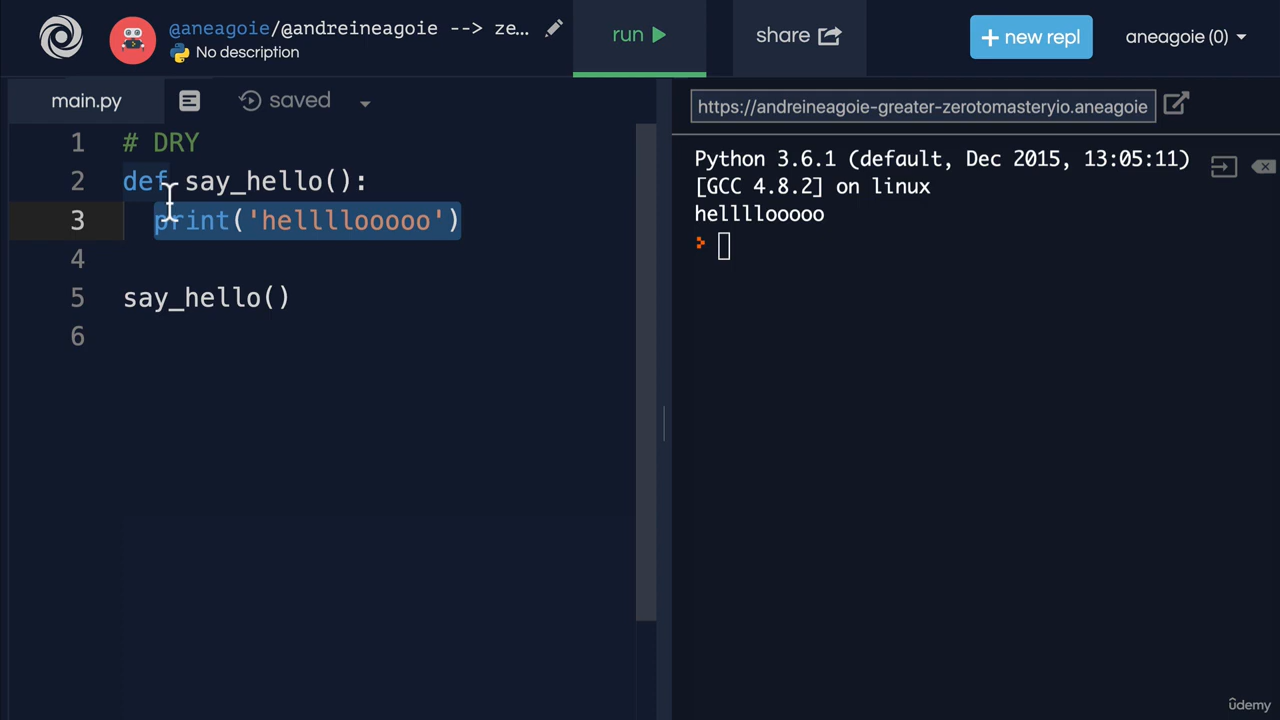 @aneagoie/@andreineagoie --> ze...
No description
run
share
+ new repl
aneagoie (0)
main.py
saved
https://andreineagoie-greater-zerotomasteryio.aneagoie
1 # DRY
2 def say_hello():
3 print('hellllooooo')
4
5 say_hello()
6
Python 3.6.1 (default, Dec 2015, 13:05:11)
[GCC 4.8.2] on linux
hellllooooo
ûdemy